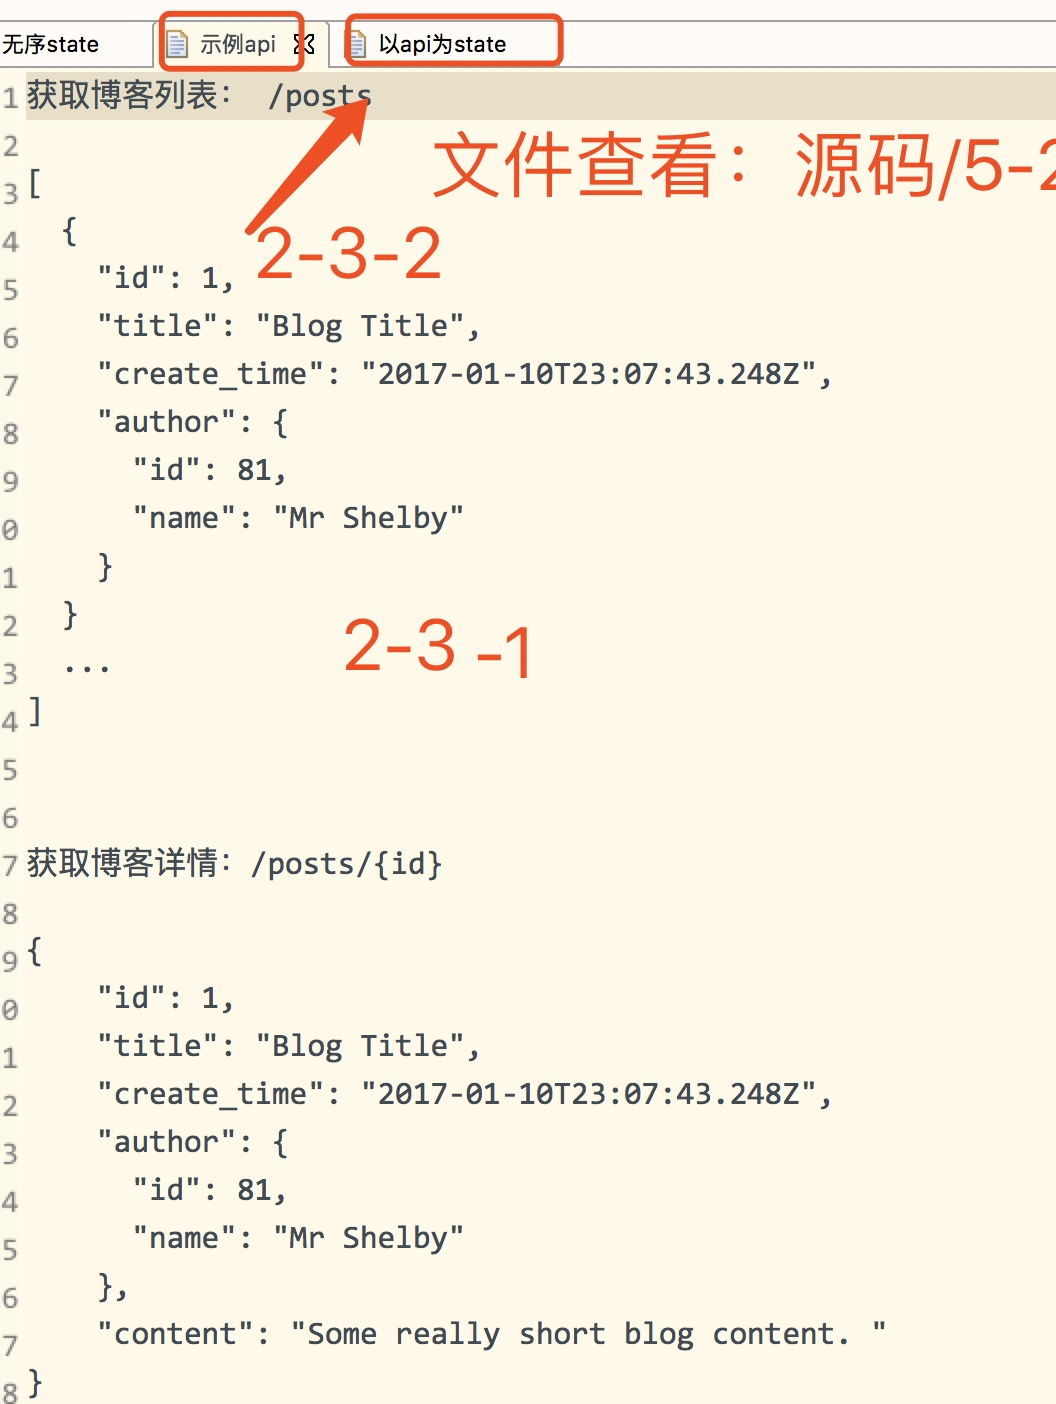 无序state 示例api 以api为state
1 获取博客列表： /posts
2 文件查看：源码/5-2
3 [
4 {
5 "id": 1, 2-3-2
6 "title": "Blog Title",
7 "create_time": "2017-01-10T23:07:43.248Z",
8 "author": {
9 "id": 81,
0 "name": "Mr Shelby"
1 }
2 }
3 ... 2-3 -1
4 ]
5
6
7 获取博客详情：/posts/{id}
8
9 {
0 "id": 1,
1 "title": "Blog Title",
2 "create_time": "2017-01-10T23:07:43.248Z",
3 "author": {
4 "id": 81,
5 "name": "Mr Shelby"
6 },
7 "content": "Some really short blog content. "
8 }